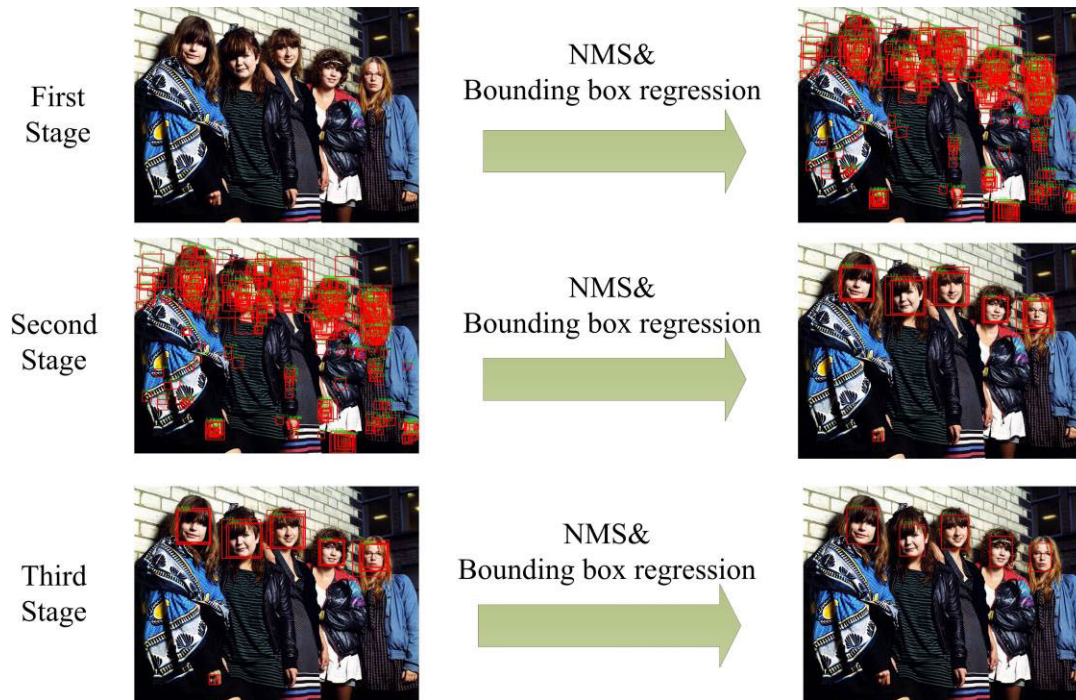 First
Stage
NMS&
Bounding box regression
Second
Stage
NMS&
Bounding box regression
Third
Stage
NMS&
Bounding box regression